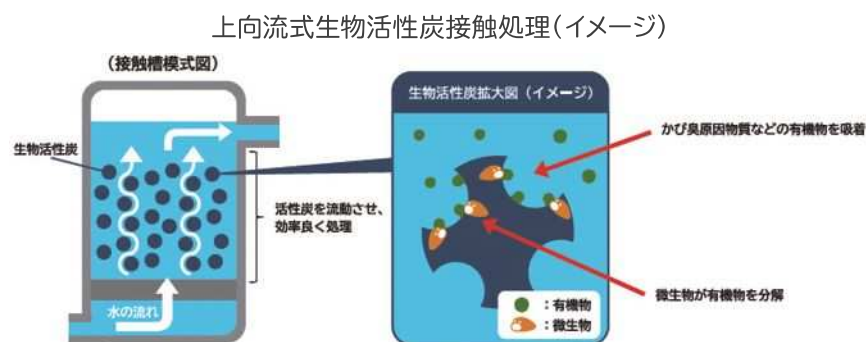 上向流式生物活性炭接触処理（イメージ）
（接触槽模式図）
生物活性炭
活性炭を流動させ、
効率良く処理
水の流れ
生物活性炭拡大図（イメージ）
かび臭原因物質などの有機物を吸着
微生物が有機物を分解
：有機物
：微生物